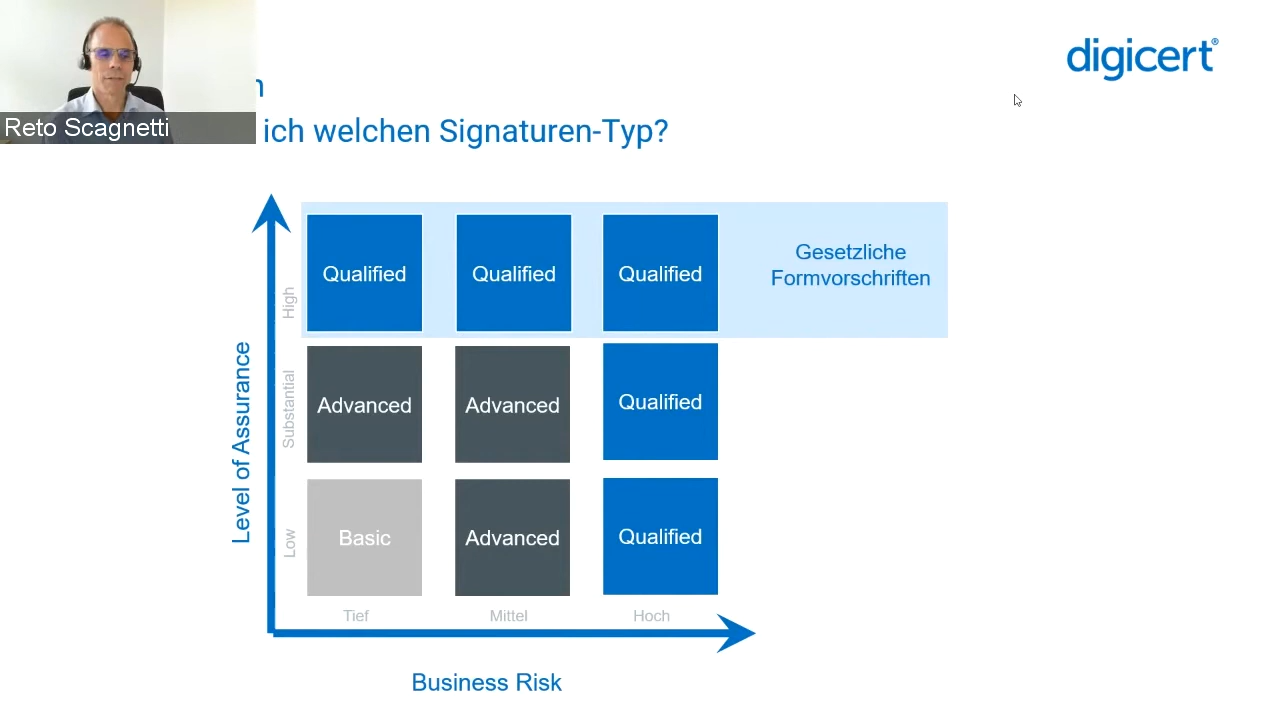 digicert®
n
Reto Scagnetti
ich welchen Signaturen-Typ?
Qualified
Qualified
Qualified
Gesetzliche
Formvorschriften
High
Advanced
Advanced
Qualified
Substantial
Level of Assurance
Basic
Advanced
Qualified
Low
Tief
Mittel
Hoch
Business Risk